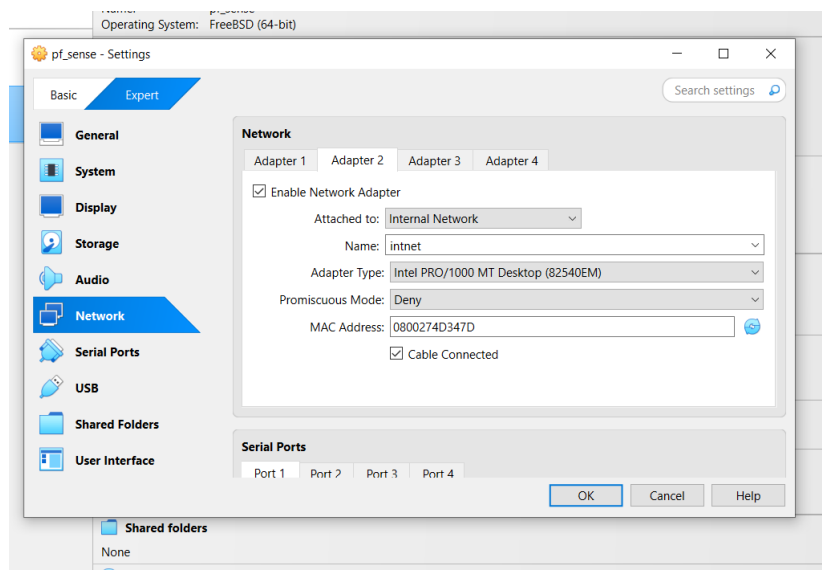 Operating System: FreeBSD (64-bit)
pf_sense - Settings
Basic Expert Search settings
General
System
Display
Storage
Audio
Network
Serial Ports
USB
Shared Folders
User Interface
Network
Adapter 1 Adapter 2 Adapter 3 Adapter 4
Enable Network Adapter
Attached to: Internal Network
Name: intnet
Adapter Type: Intel PRO/1000 MT Desktop (82540EM)
Promiscuous Mode: Deny
MAC Address: 0800274D347D
Cable Connected
Serial Ports
Port 1 Port 2 Port 3 Port 4
OK Cancel Help
Shared folders
None